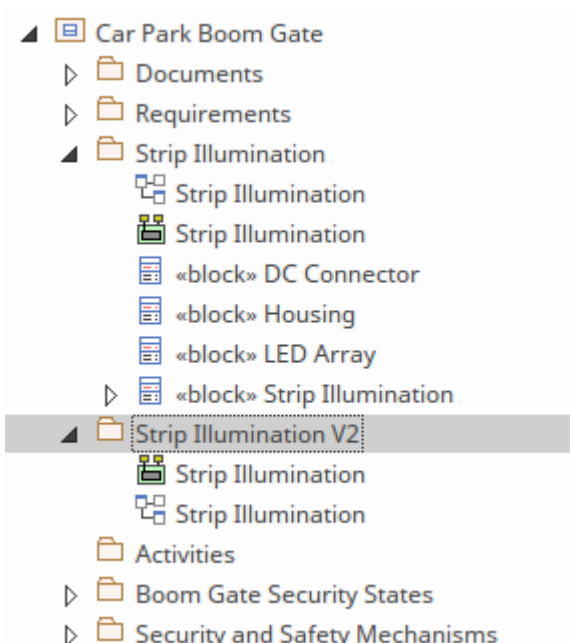 Car Park Boom Gate
Documents
Requirements
Strip Illumination
Strip Illumination
Strip Illumination
«block» DC Connector
«block» Housing
«block» LED Array
«block» Strip Illumination
Strip Illumination V2
Strip Illumination
Strip Illumination
Activities
Boom Gate Security States
Security and Safety Mechanisms